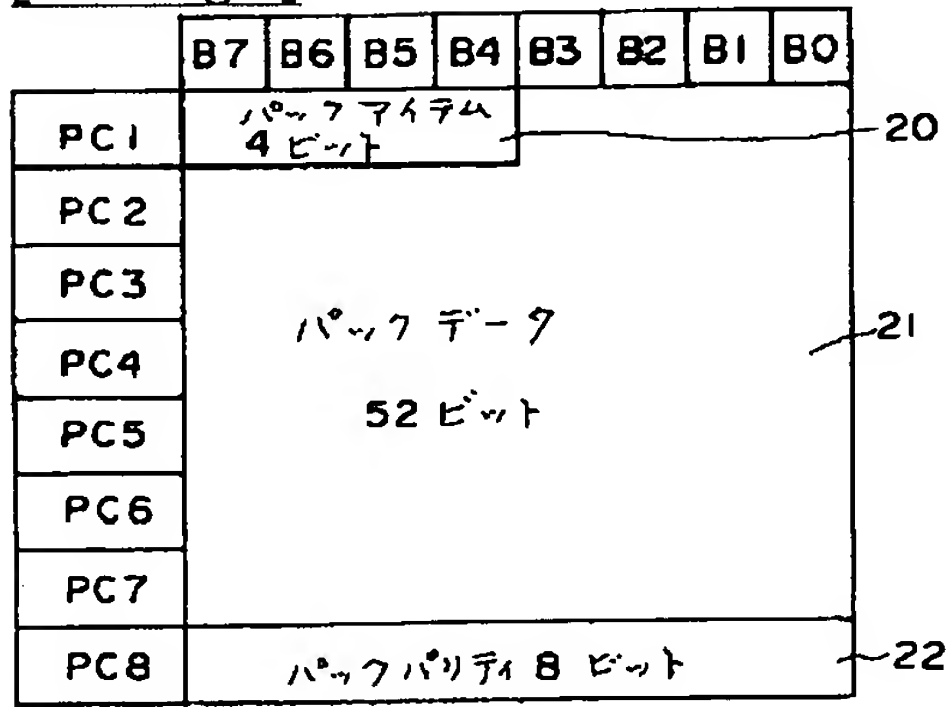 B7 B6 B5 B4 B3 B2 B1 B0
PC1 パックアイテム
4ビット 20
PC2
PC3
パックデータ 21
PC4
52ビット
PC5
PC6
PC7
PC8 パックパリティ8ビット 22